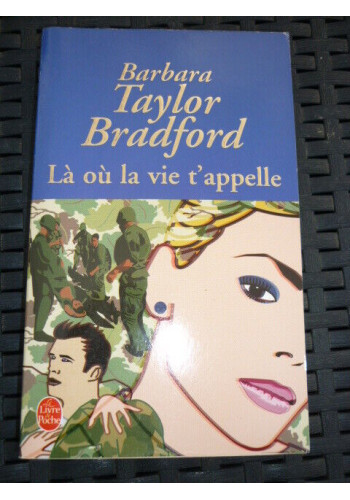 Barbara
Taylor
Bradford
Là où la vie t'appelle
Le
Livre
de
Poche